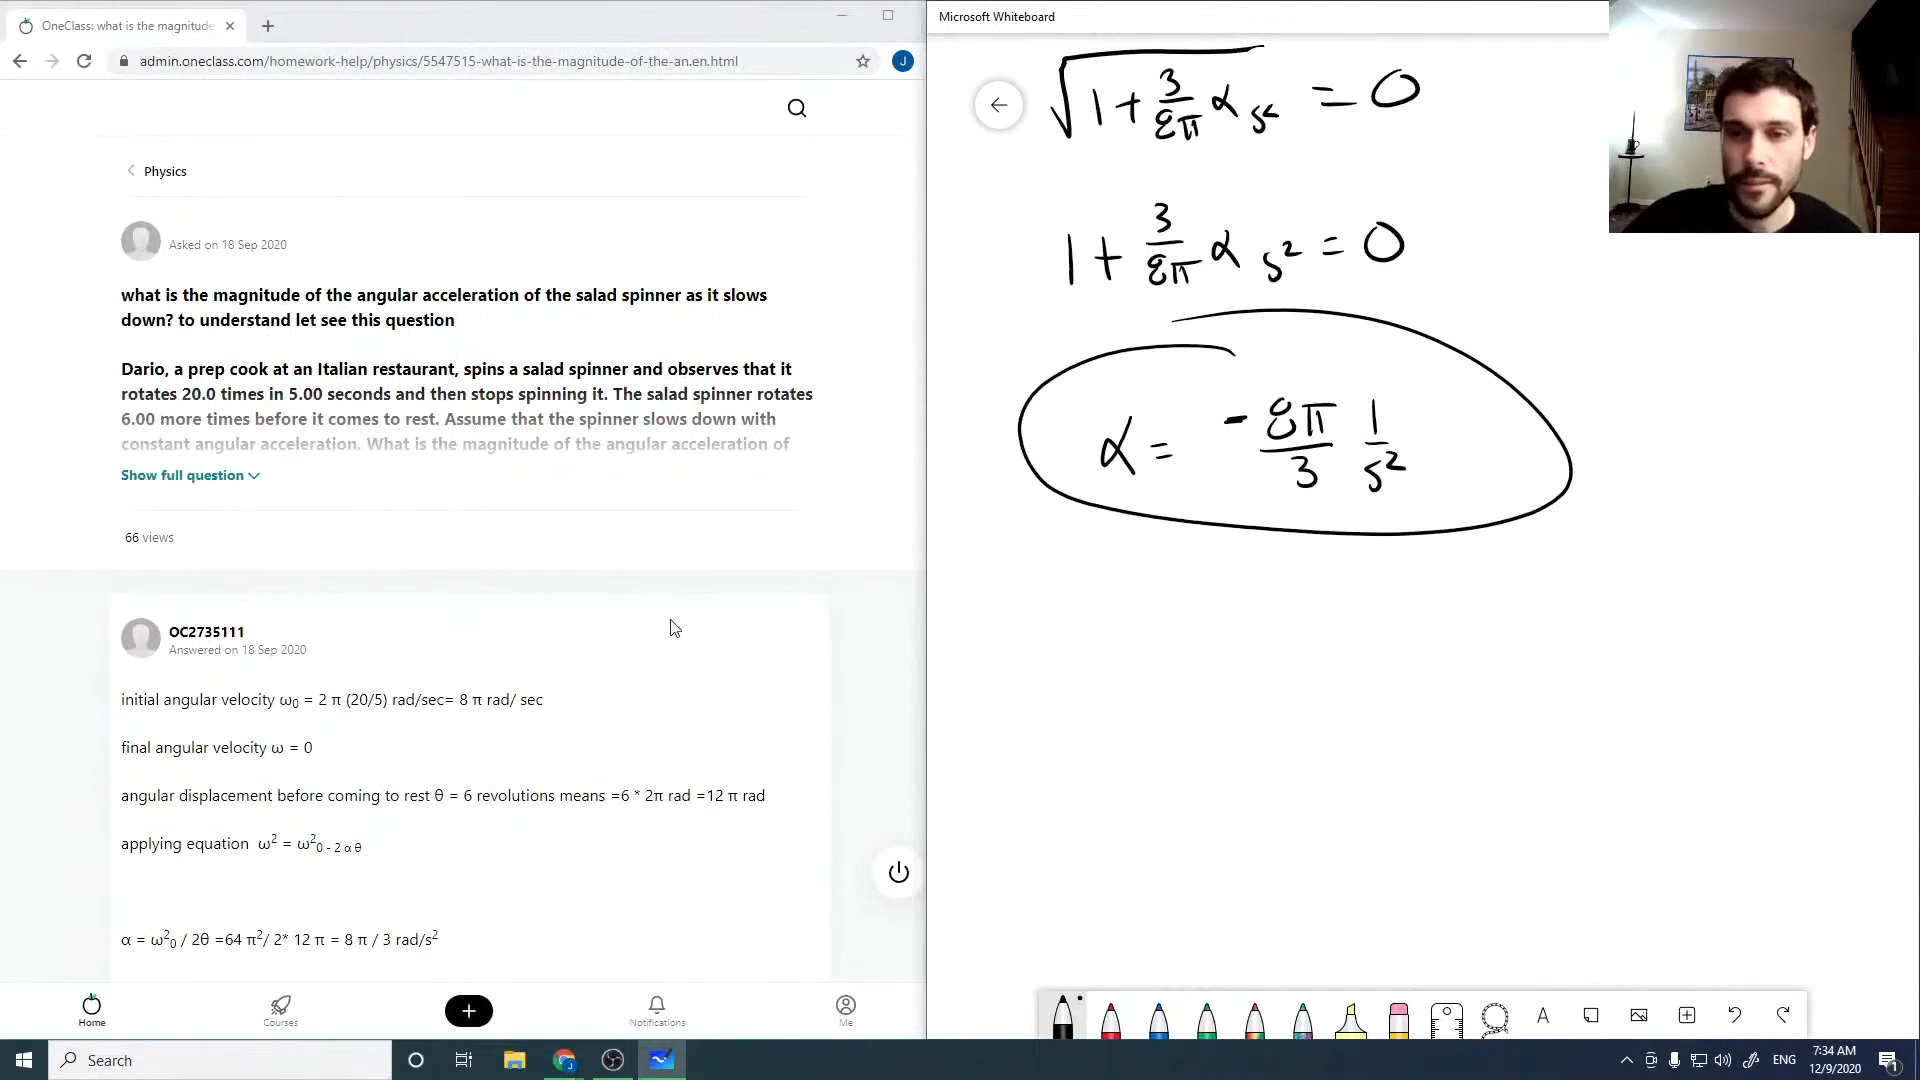 OneClass: what is the magnitude
admin.oneclass.com/homework-help/physics/5547515-what-is-the-magnitude-of-the-an.en.html
J
Physics
Asked on 18 Sep 2020
what is the magnitude of the angular acceleration of the salad spinner as it slows
down? to understand let see this question
Dario, a prep cook at an Italian restaurant, spins a salad spinner and observes that it
rotates 20.0 times in 5.00 seconds and then stops spinning it. The salad spinner rotates
6.00 more times before it comes to rest. Assume that the spinner slows down with
constant angular acceleration. What is the magnitude of the angular acceleration of
Show full question
66 views
OC2735111
Answered on 18 Sep 2020
initial angular velocity ω₀ = 2 π (20/5) rad/sec= 8 π rad/ sec
final angular velocity ω = 0
angular displacement before coming to rest θ = 6 revolutions means =6 * 2π rad =12 π rad
applying equation ω² = ω²₀ ₋ ₂ α θ
α = ω²₀ / 2θ =64 π²/ 2* 12 π = 8 π / 3 rad/s²
Home
Courses
Notifications
Me
Microsoft Whiteboard
√(1 + 3/8π α s²) = 0
1 + 3/8π α s² = 0
α = - 8π/3 1/s²
A
Search
ENG
7:34 AM
12/9/2020
1